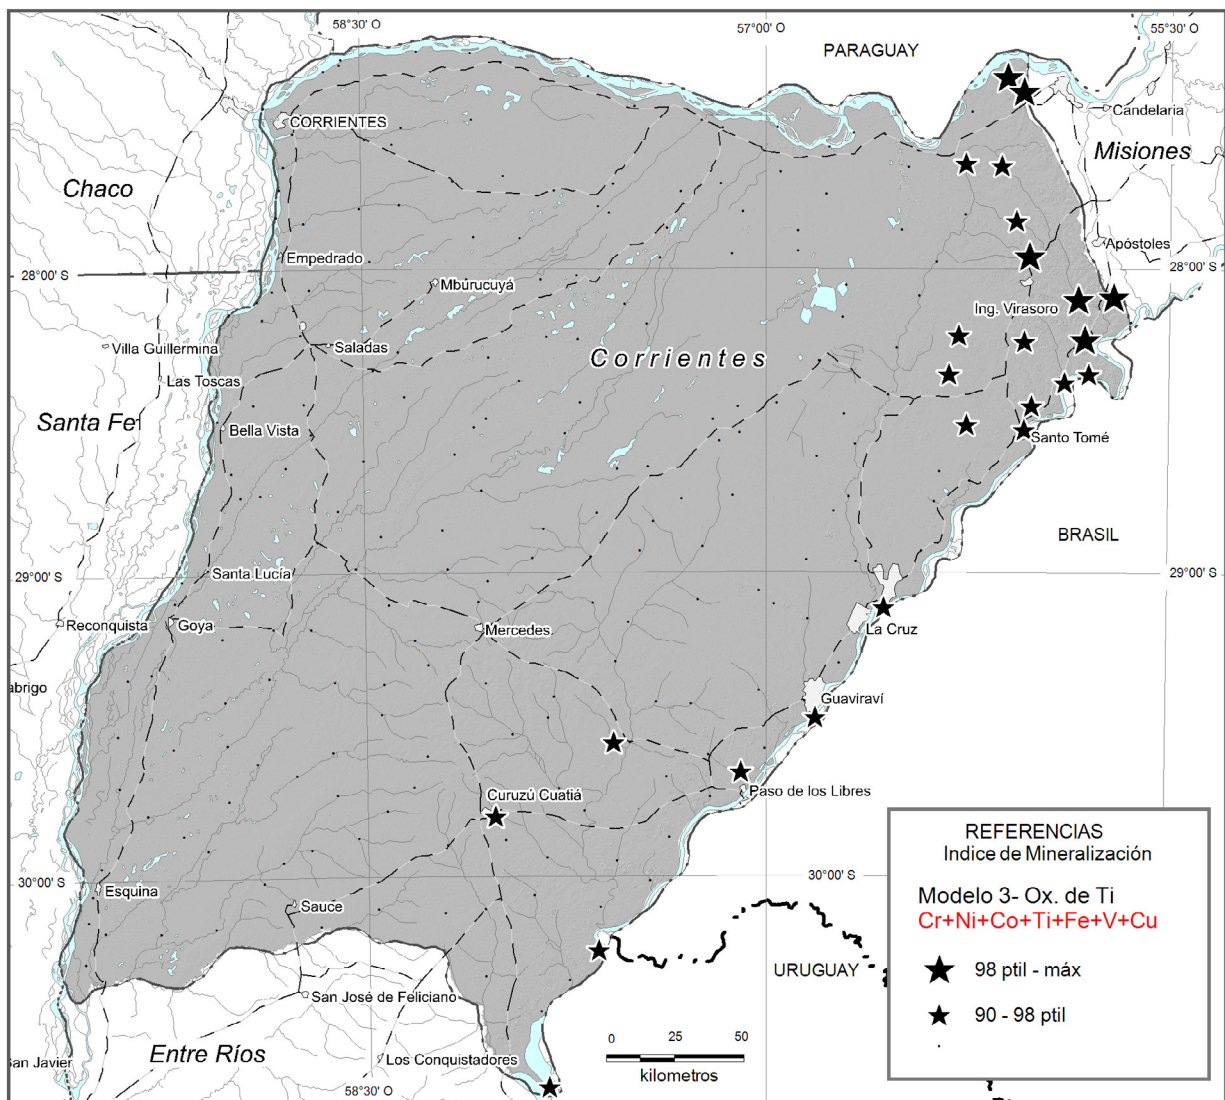 58°30' O
57°00' O
55°30' O
PARAGUAY
Candelaria
CORRIENTES
Misiones
Chaco
Apóstoles
Empedrado
28°00' S
28°00' S
Mbúrucuyá
Ing. Virasoro
Villa Guillermina
Saladas
Corrientes
Las Toscas
Santa Fe
Bella Vista
Santo Tomé
BRASIL
29°00' S
Santa Lucía
29°00' S
Reconquista
Goya
Mercedes
La Cruz
abrigo
Guaviraví
Curuzú Cuatiá
Paso de los Libres
REFERENCIAS
Indice de Mineralización
Modelo 3- Ox. de Ti
Cr+Ni+Co+Ti+Fe+V+Cu
98 ptil - máx
90 - 98 ptil
30°00' S
30°00' S
Esquina
Sauce
URUGUAY
San José de Feliciano
Entre Ríos
Los Conquistadores
San Javier
0 25 50
kilometros
58°30' O